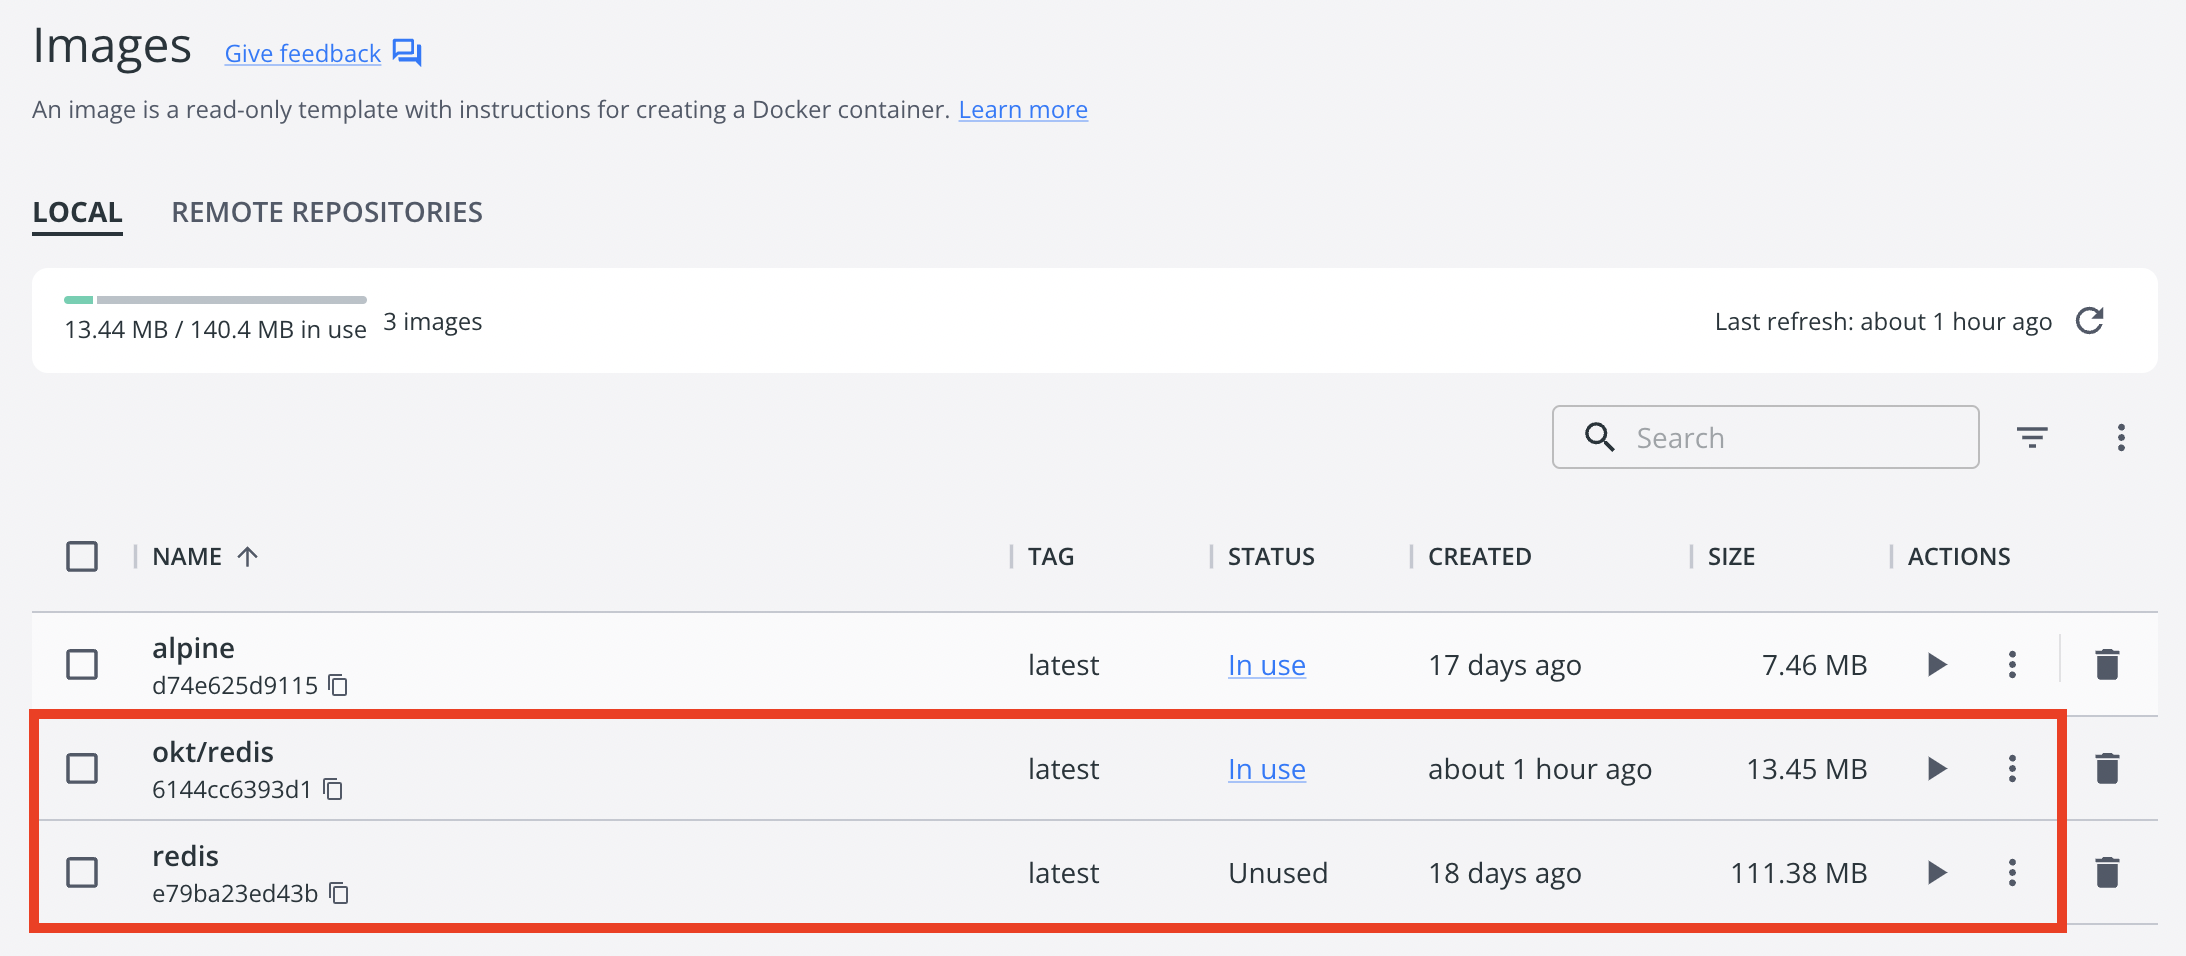 Images Give feedback
An image is a read-only template with instructions for creating a Docker container. Learn more
LOCAL REMOTE REPOSITORIES
13.44 MB / 140.4 MB in use 3 images Last refresh: about 1 hour ago
Search
NAME TAG STATUS CREATED SIZE ACTIONS
alpine
d74e625d9115 latest In use 17 days ago 7.46 MB
okt/redis
6144cc6393d1 latest In use about 1 hour ago 13.45 MB
redis
e79ba23ed43b latest Unused 18 days ago 111.38 MB